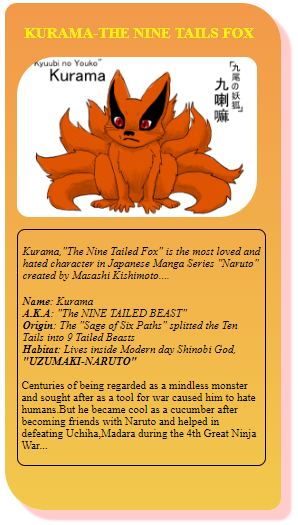 KURAMA-THE NINE TAILS FOX
Kyuubi no Youko"
Kurama
「九尾の妖狐」
九喇嘛
Kurama,"The Nine Tailed Fox" is the most loved and
hated character in Japanese Manga Series "Naruto"
created by Masashi Kishimoto....
Name: Kurama
A.K.A: "The NINE TAILED BEAST"
Origin: The "Sage of Six Paths" splitted the Ten
Tails into 9 Tailed Beasts
Habitat: Lives inside Modern day Shinobi God,
"UZUMAKI-NARUTO"
Centuries of being regarded as a mindless monster
and sought after as a tool for war caused him to hate
humans.But he became cool as a cucumber after
becoming friends with Naruto and helped in
defeating Uchiha,Madara during the 4th Great Ninja
War...